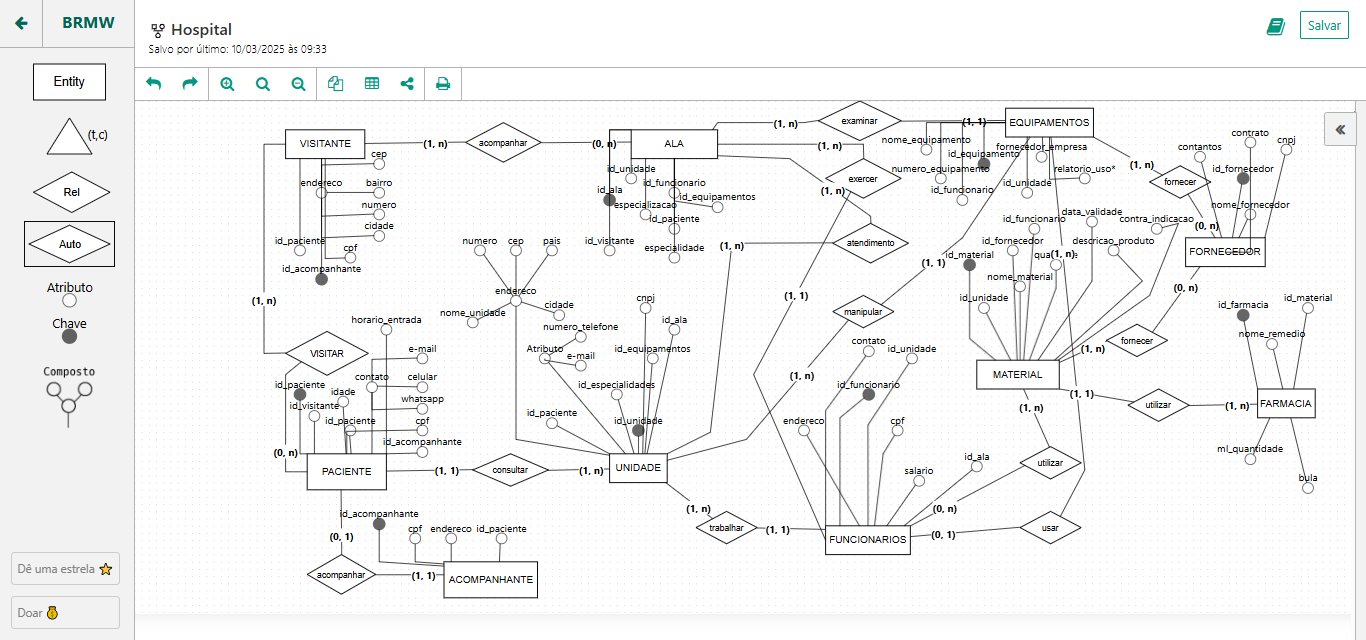 BRMW
Hospital
Salvo por último: 10/03/2025 às 09:33
Salvar
Entity
(t,c)
Rel
Auto
Atributo
Chave
Composto
Dê uma estrela
Doar
VISITANTE
(1, n)
acompanhar
(0, n)
ALA
(1, n)
examinar
(1, 1)
EQUIPAMENTOS
cep
endereco
bairro
numero
cidade
id_paciente
cpf
id_acompanhante
id_unidade
id_ala
id_funcionario
especializacao
id_equipamentos
id_paciente
id_visitante
especialidade
(1, n)
exercer
(1, n)
atendimento
(1, n)
nome_equipamento
id_equipamento
fornecedor_empresa
numero_equipamento
relatorio_uso*
id_unidade
id_funcionario
(1, n)
fornecer
(0, n)
contrato
cnpj
contantos
id_fornecedor
nome_fornecedor
FORNECEDOR
id_funcionario
data_validade
contra_indicacao
id_fornecedor
descricao_produto
id_material
(1, n)
nome_material
id_unidade
(1, 1)
(0, n)
fornecer
(1, n)
MATERIAL
(1, 1)
utilizar
(1, n)
FARMACIA
id_farmacia
id_material
nome_remedio
ml_quantidade
bula
numero
cep
pais
endereco
nome_unidade
cidade
cnpj
numero_telefone
id_ala
Atributo
e-mail
id_equipamentos
id_especialidades
id_paciente
id_unidade
UNIDADE
(1, n)
(1, 1)
manipular
(1, n)
contato
id_unidade
id_funcionario
endereco
cpf
salario
id_ala
(1, n)
utilizar
(0, n)
usar
(0, 1)
FUNCIONARIOS
(1, n)
trabalhar
(1, 1)
VISITAR
(0, n)
horario_entrada
e-mail
contato
celular
id_paciente
idade
whatsapp
id_visitante
id_paciente
cpf
id_acompanhante
PACIENTE
(1, 1)
consultar
(1, n)
(0, 1)
acompanhar
(1, 1)
ACOMPANHANTE
id_acompanhante
cpf
endereco
id_paciente